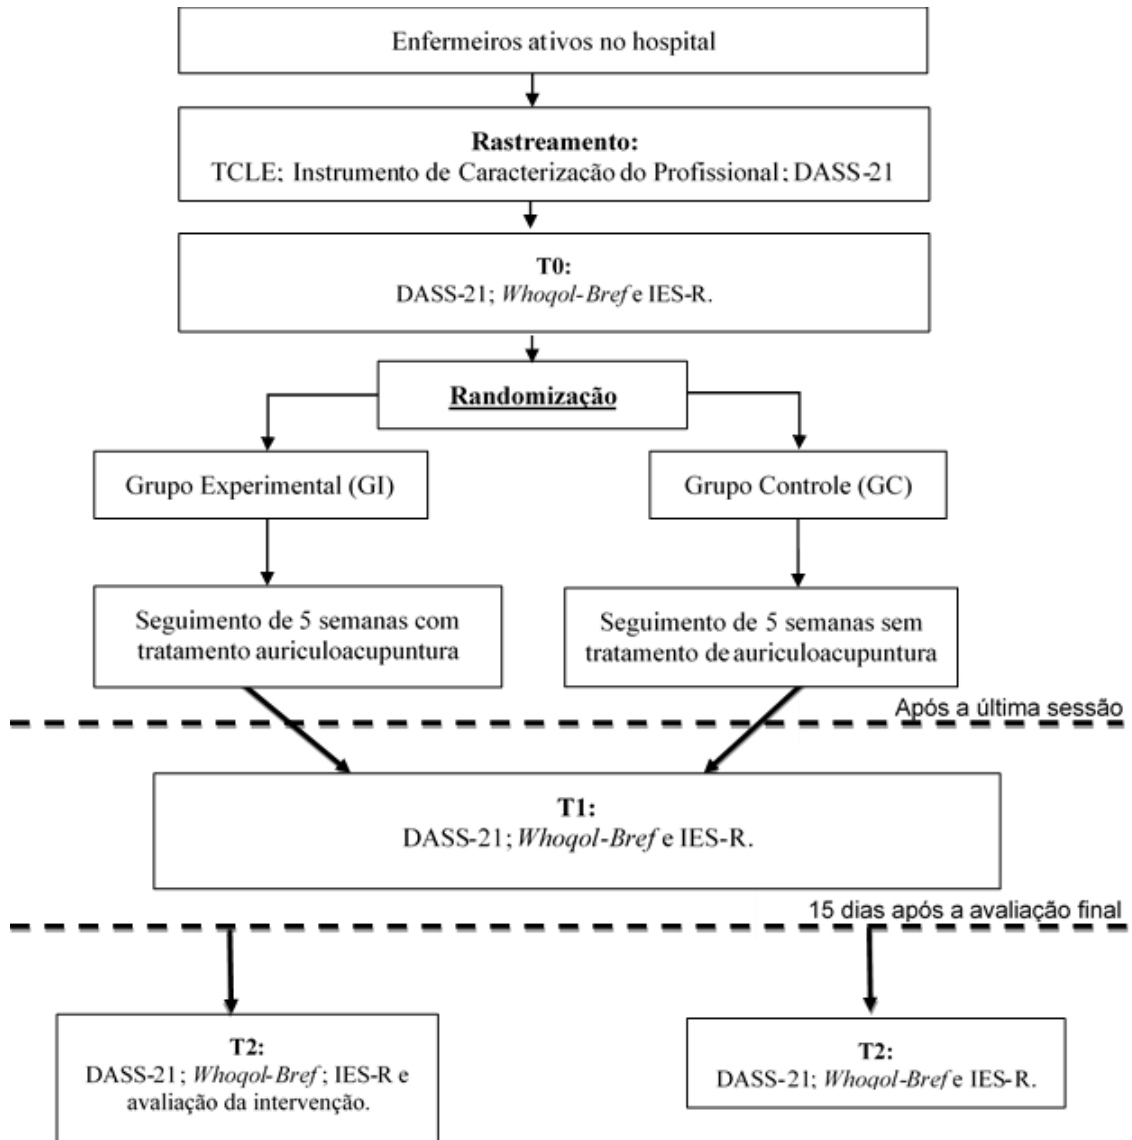 Enfermeiros ativos no hospital
Rastreamento:
TCLE; Instrumento de Caracterização do Profissional; DASS-21
T0:
DASS-21; Whoqol-Bref e IES-R.
Randomização
Grupo Experimental (GI)
Grupo Controle (GC)
Seguimento de 5 semanas com
tratamento auriculoacupuntura
Seguimento de 5 semanas sem
tratamento de auriculoacupuntura
Após a última sessão
T1:
DASS-21; Whoqol-Bref e IES-R.
15 dias após a avaliação final
T2:
DASS-21; Whoqol-Bref; IES-R e
avaliação da intervenção.
T2:
DASS-21; Whoqol-Bref e IES-R.